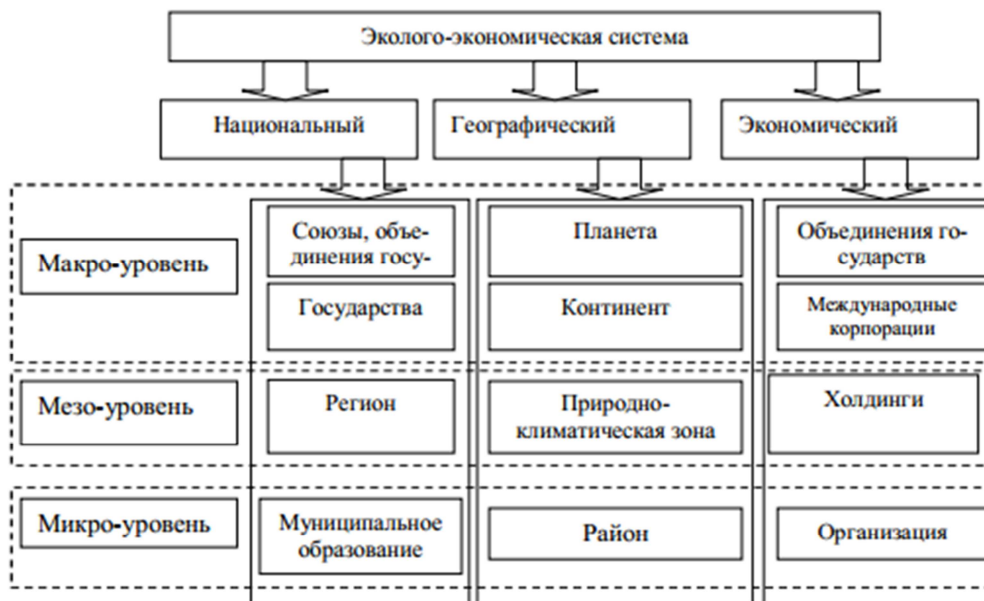 Эколого-экономическая система
Национальный
Географический
Экономический
Макро-уровень
Союзы, объе-
динения госу-
Планета
Объединения го-
сударств
Государства
Континент
Международные
корпорации
Мезо-уровень
Регион
Природно-
климатическая зона
Холдинги
Микро-уровень
Муниципальное
образование
Район
Организация